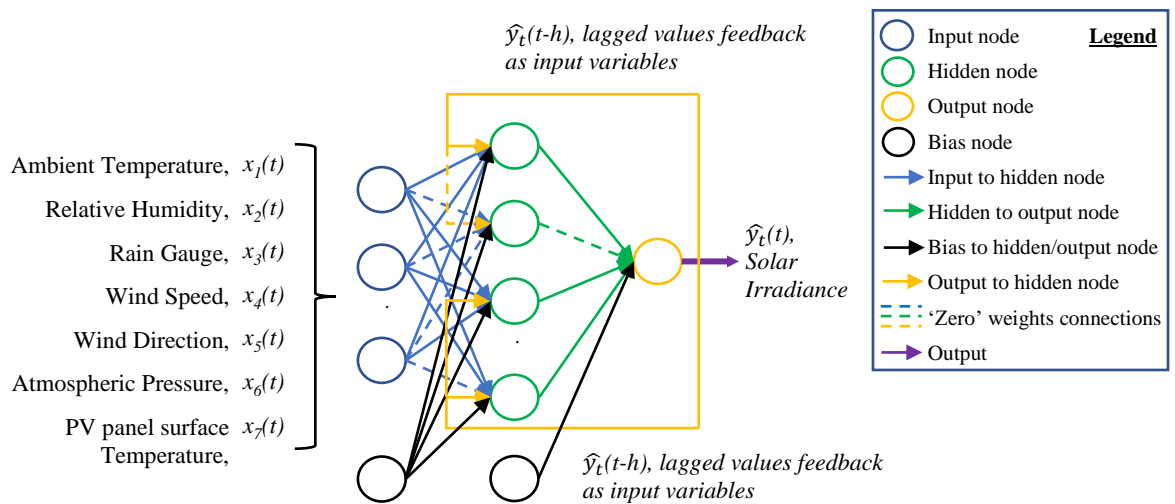 ŷt(t-h), lagged values feedback
as input variables
Ambient Temperature, x1(t)
Relative Humidity, x2(t)
Rain Gauge, x3(t)
Wind Speed, x4(t)
Wind Direction, x5(t)
Atmospheric Pressure, x6(t)
PV panel surface x7(t)
Temperature,
.
.
ŷt(t),
Solar
Irradiance
ŷt(t-h), lagged values feedback
as input variables
Legend
Input node
Hidden node
Output node
Bias node
Input to hidden node
Hidden to output node
Bias to hidden/output node
Output to hidden node
‘Zero’ weights connections
Output